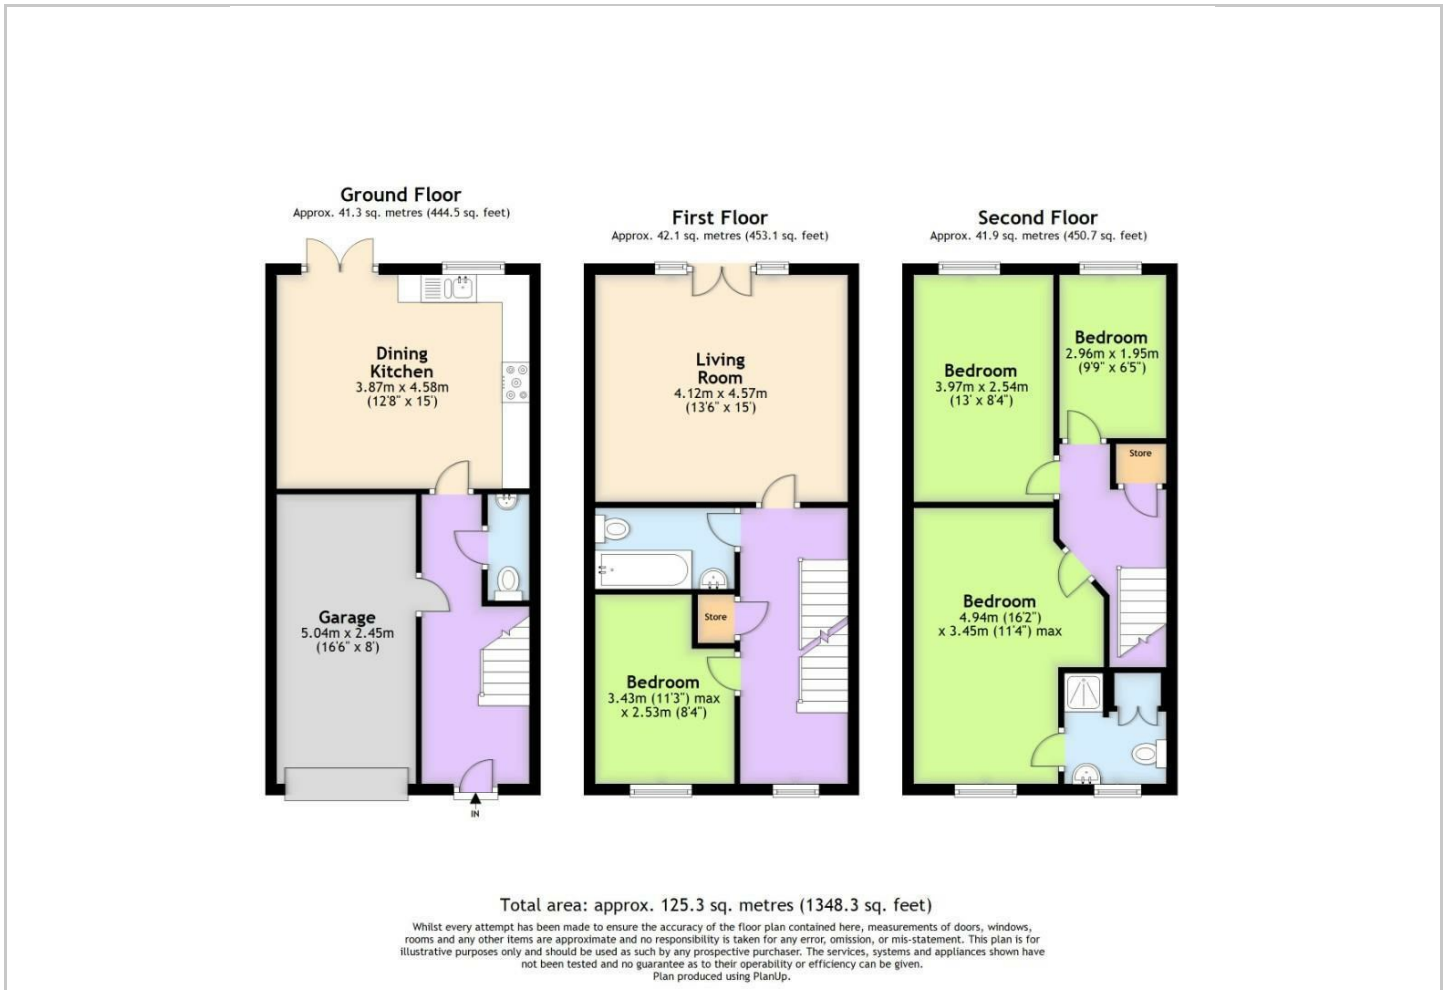 Ground Floor
Approx. 41.3 sq. metres (444.5 sq. feet)
Dining
Kitchen
3.87m x 4.58m
(12'8" x 15')
Garage
5.04m x 2.45m
(16'6" x 8')
IN
First Floor
Approx. 42.1 sq. metres (453.1 sq. feet)
Living
Room
4.12m x 4.57m
(13'6" x 15')
Store
Bedroom
3.43m (11'3") max
x 2.53m (8'4")
Second Floor
Approx. 41.9 sq. metres (450.7 sq. feet)
Bedroom
2.96m x 1.95m
(9'9" x 6'5")
Bedroom
3.97m x 2.54m
(13' x 8'4")
Store
Bedroom
4.94m (16'2")
x 3.45m (11'4") max
Total area: approx. 125.3 sq. metres (1348.3 sq. feet)
Whilst every attempt has been made to ensure the accuracy of the floor plan contained here, measurements of doors, windows,
rooms and any other items are approximate and no responsibility is taken for any error, omission, or mis-statement. This plan is for
illustrative purposes only and should be used as such by any prospective purchaser. The services, systems and appliances shown have
not been tested and no guarantee as to their operability or efficiency can be given.
Plan produced using PlanUp.